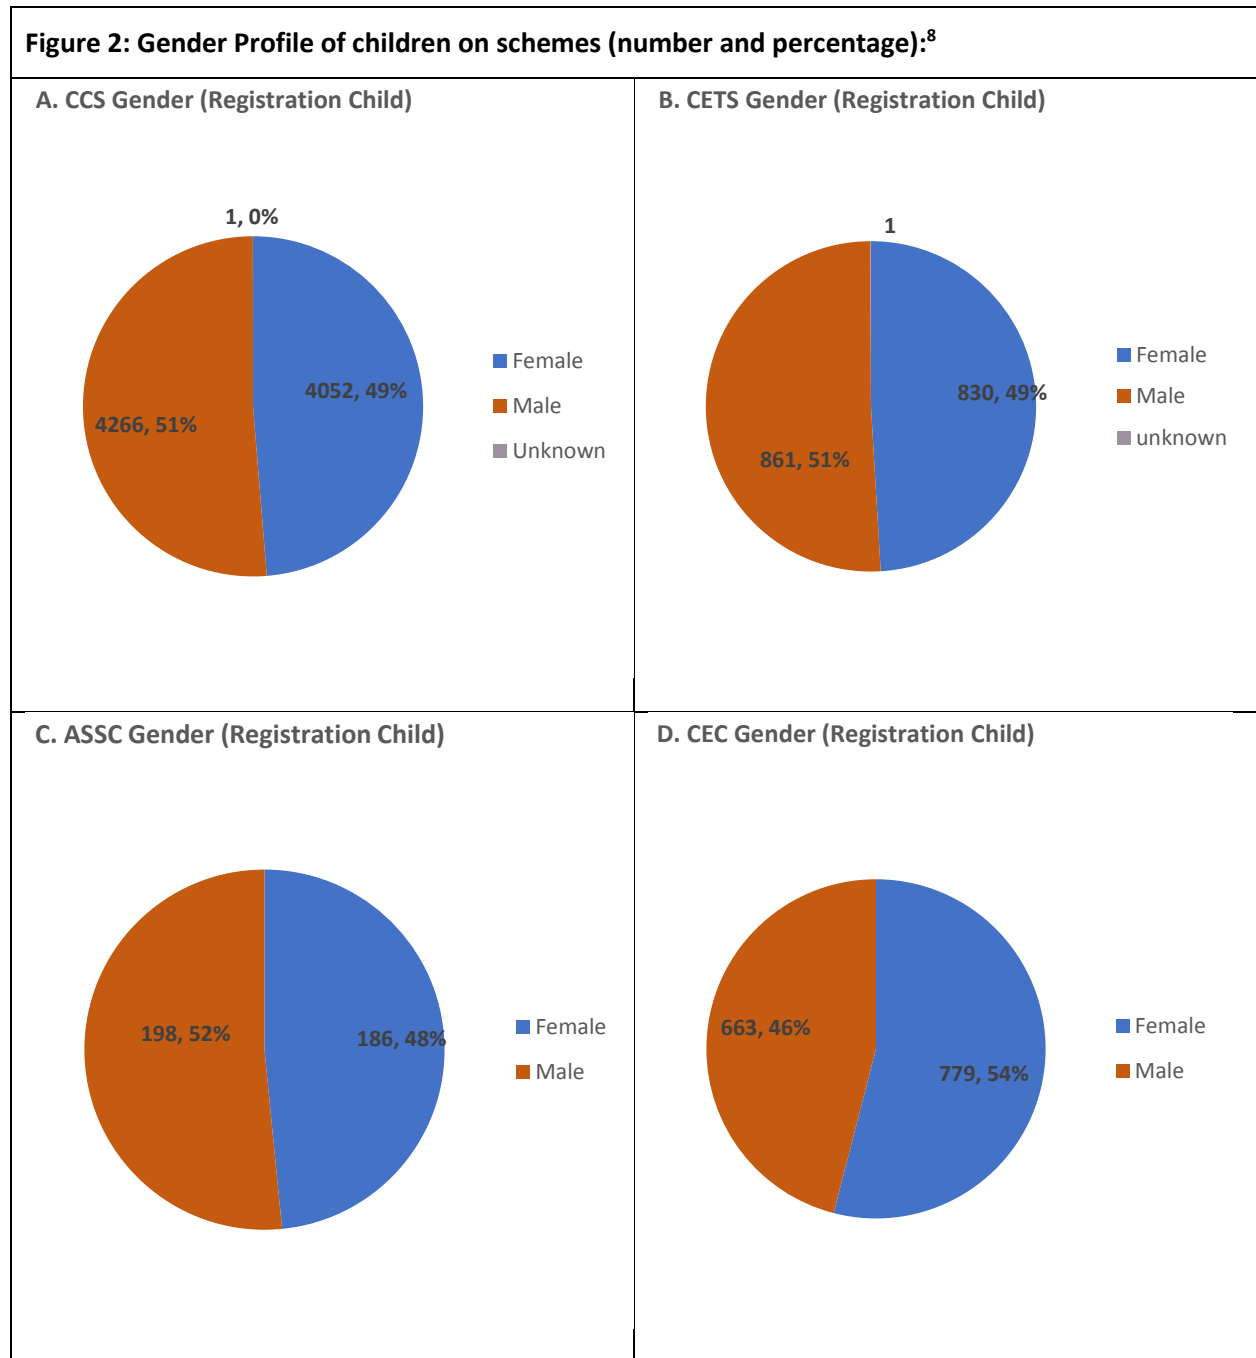 Figure 2: Gender Profile of children on schemes (number and percentage):8
A. CCS Gender (Registration Child)
1, 0%
4052, 49%
4266, 51%
Female
Male
Unknown
B. CETS Gender (Registration Child)
1
830, 49%
861, 51%
Female
Male
unknown
C. ASSC Gender (Registration Child)
198, 52%
186, 48%
Female
Male
D. CEC Gender (Registration Child)
663, 46%
779, 54%
Female
Male